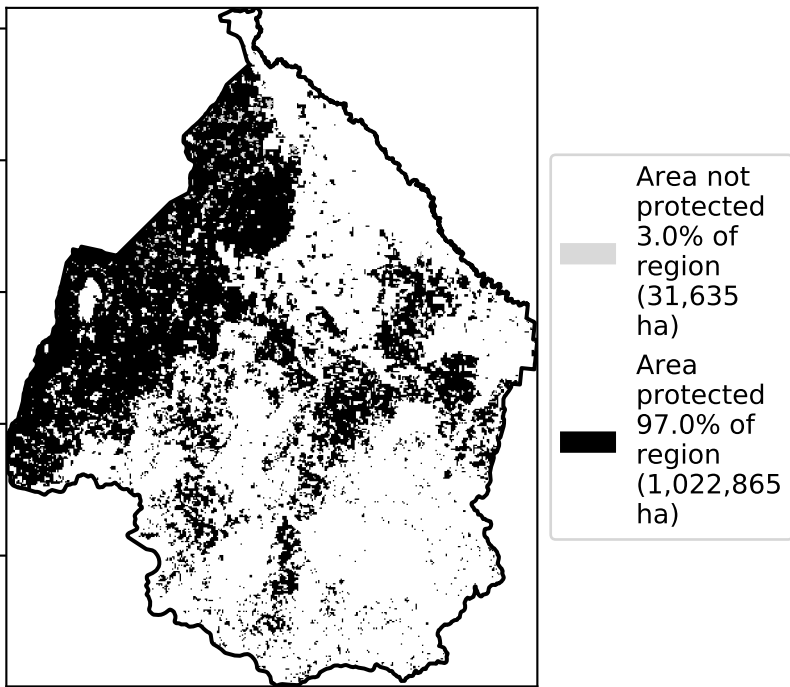 Area not
protected
3.0% of
region
(31,635
ha)
Area
protected
97.0% of
region
(1,022,865
ha)